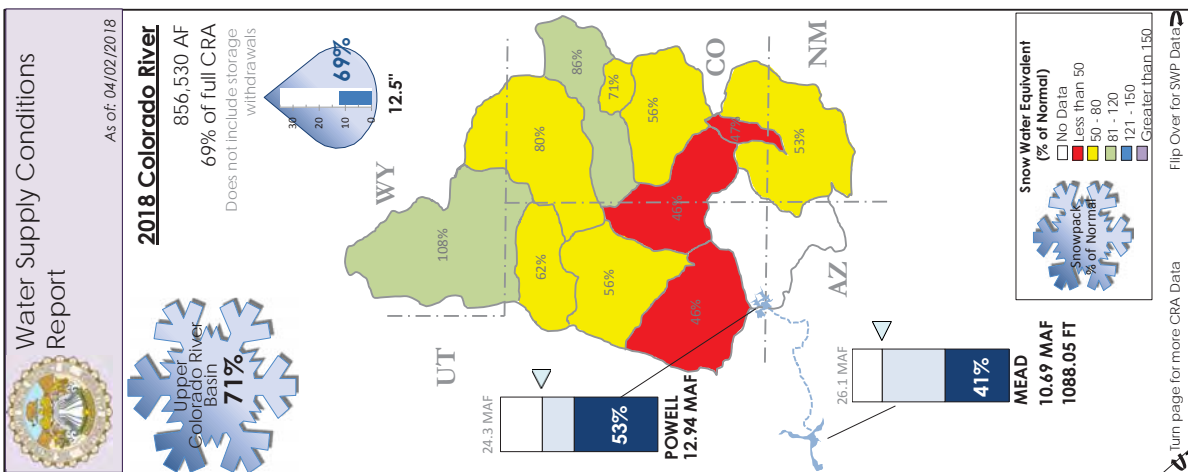 Water Supply Conditions
Report
As of: 04/02/2018
Upper
Colorado River
Basin
71%
2018 Colorado River
856,530 AF
69% of full CRA
Does not include storage
withdrawals
30
20
10
0
69%
12.5"
WY
UT
CO
AZ
NM
108%
80%
86%
62%
71%
56%
56%
46%
47%
46%
53%
24.3 MAF
53%
POWELL
12.94 MAF
26.1 MAF
41%
MEAD
10.69 MAF
1088.05 FT
Snowpack
% of Normal
Snow Water Equivalent
(% of Normal)
No Data
Less than 50
50 - 80
81 - 120
121 - 150
Greater than 150
Turn page for more CRA Data
Flip Over for SWP Data